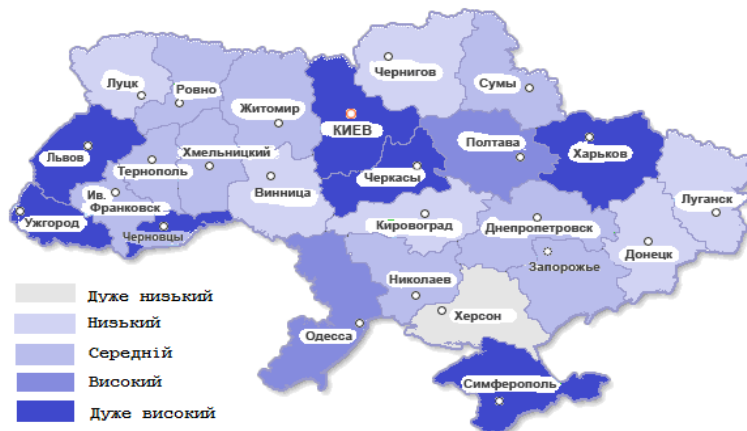 Чернигов
Луцк
Ровно
Сумы
Житомир
КИЕВ
Львов
Хмельницкий
Тернополь
Полтава
Харьков
Черкассы
Винница
Ив.
Франковск
Ужгород
Луганск
Черновцы
Кировоград
Днепропетровск
Донецк
Запорожье
Николаев
Херсон
Одесса
Симферополь
Дуже низький
Низький
Середній
Високий
Дуже високий